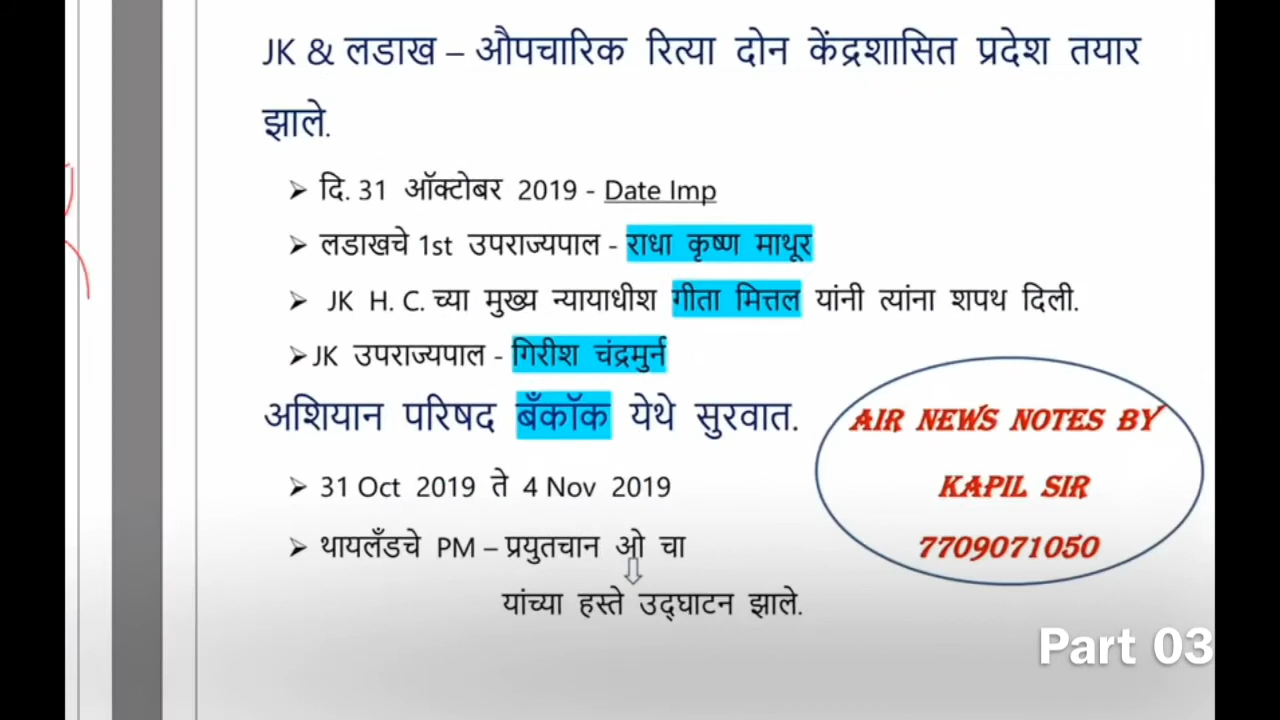 JK & लडाख – औपचारिक रित्या दोन केंद्रशासित प्रदेश तयार
झाले.
➢ दि. 31 ऑक्टोबर 2019 - Date Imp
➢ लडाखचे 1st उपराज्यपाल - राधा कृष्ण माथूर
➢ JK H. C. च्या मुख्य न्यायाधीश गीता मित्तल यांनी त्यांना शपथ दिली.
➢ JK उपराज्यपाल - गिरीश चंद्रमुर्न
अशियान परिषद बँकॉक येथे सुरवात.
➢ 31 Oct 2019 ते 4 Nov 2019
➢ थायलँडचे PM – प्रयुतचान ओ चा
यांच्या हस्ते उद्घाटन झाले.
AIR NEWS NOTES BY
KAPIL SIR
7709071050
Part 03